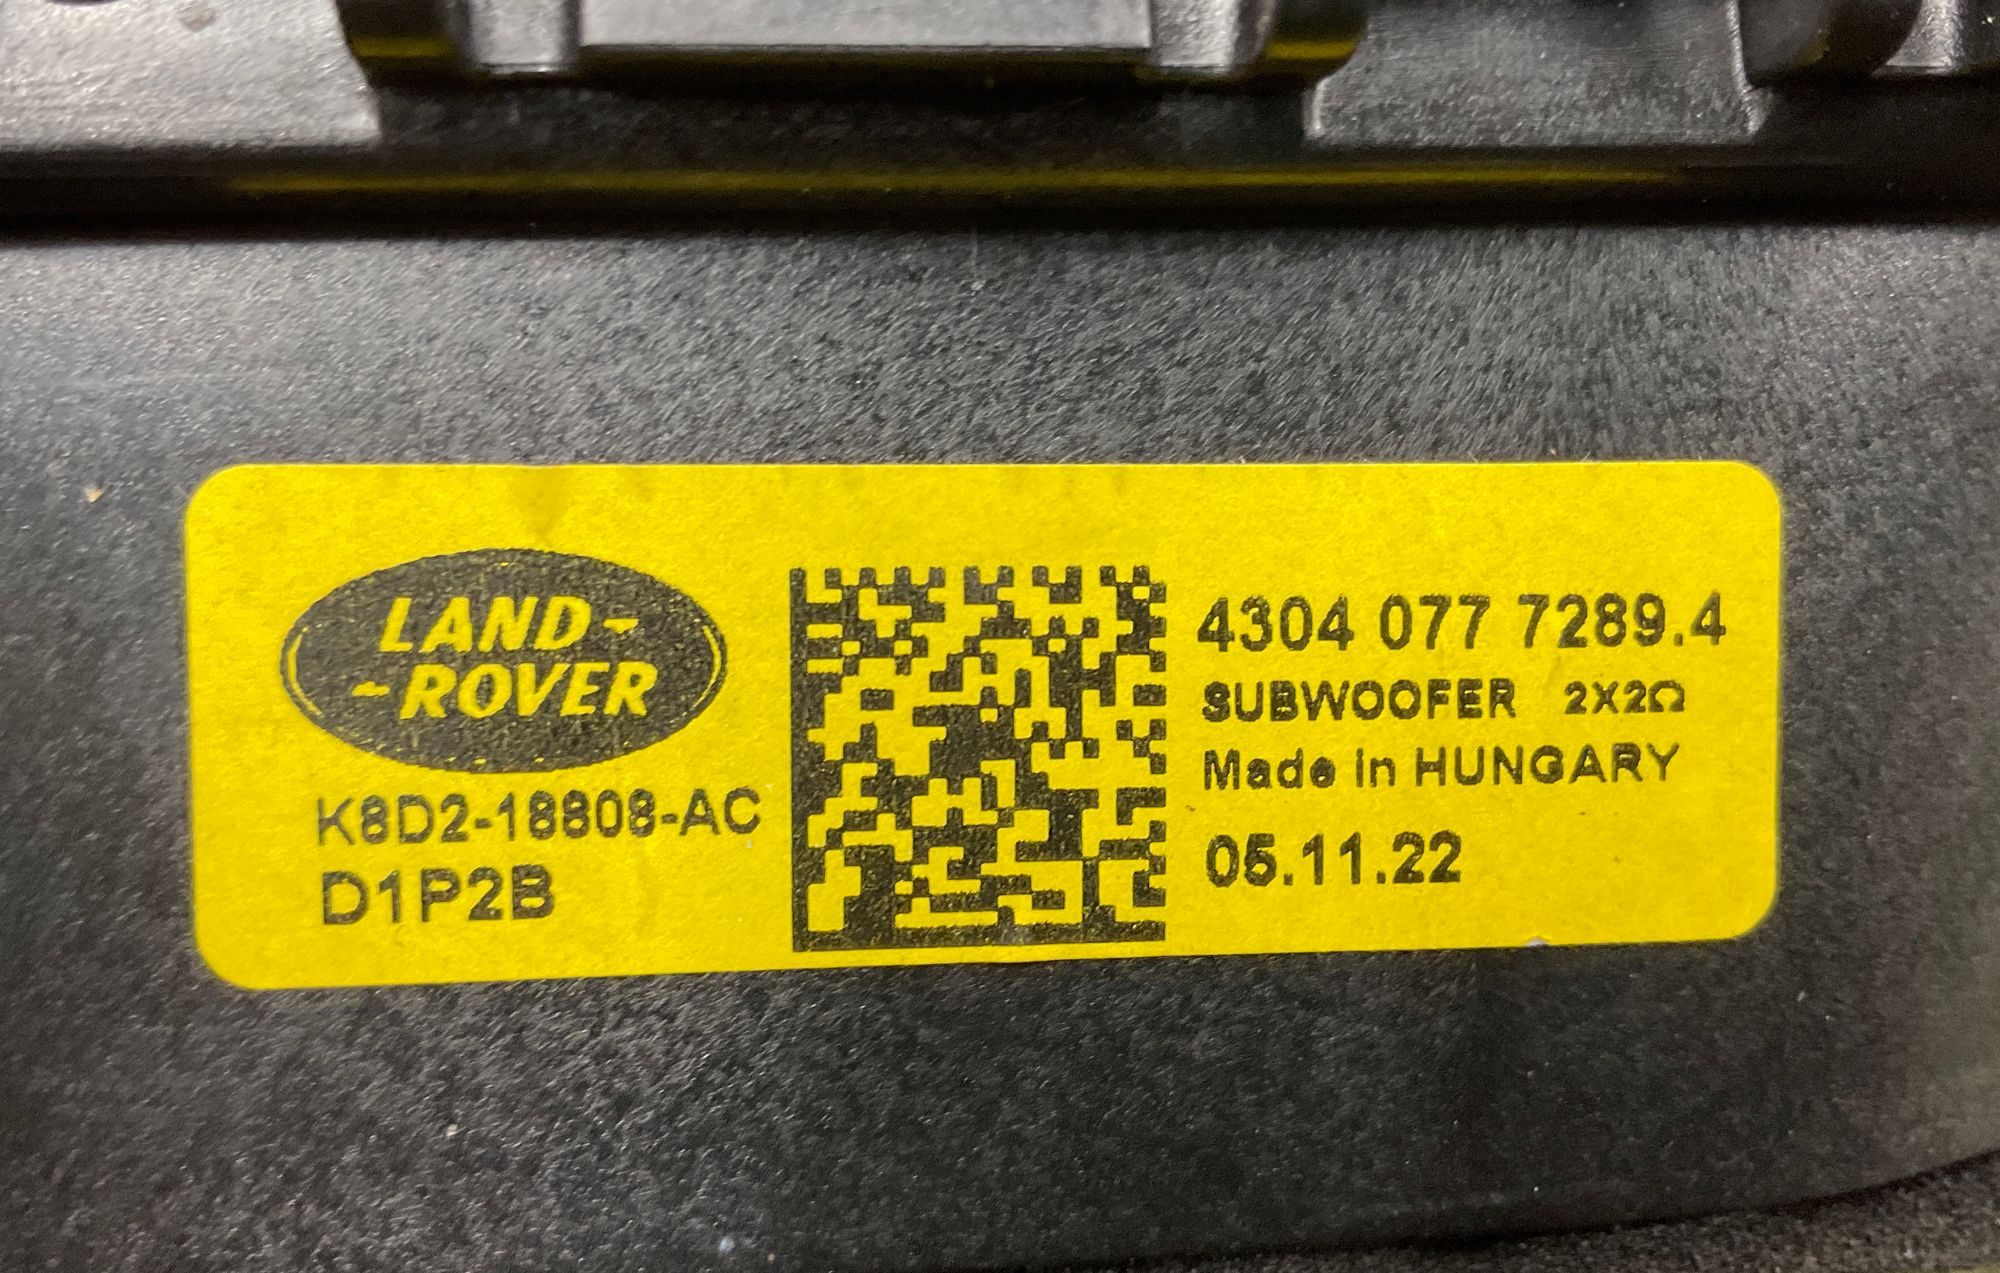 LAND-
-ROVER
K8D2-18808-AC
D1P2B
4304 077 7289.4
SUBWOOFER 2X2Ω
Made in HUNGARY
05.11.22